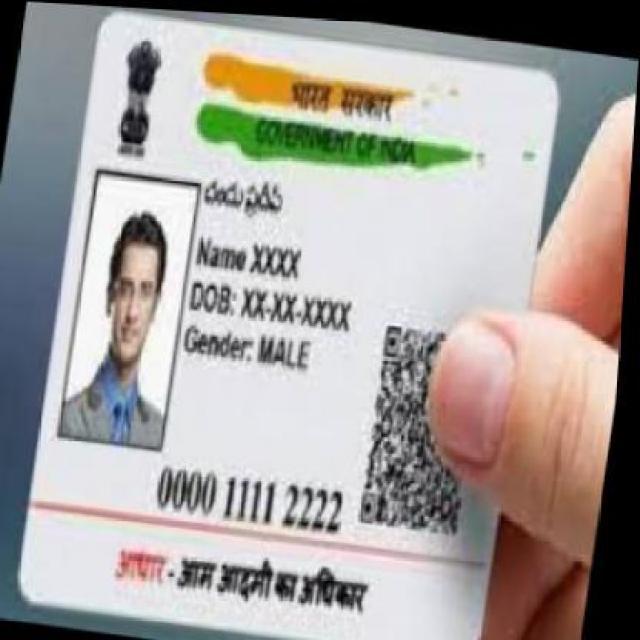 भारत सरकार
GOVERNMENT OF INDIA
Name XXXX
DOB: XX-XX-XXXX
Gender: MALE
0000 1111 2222
आधार - आम आदमी का अधिकार